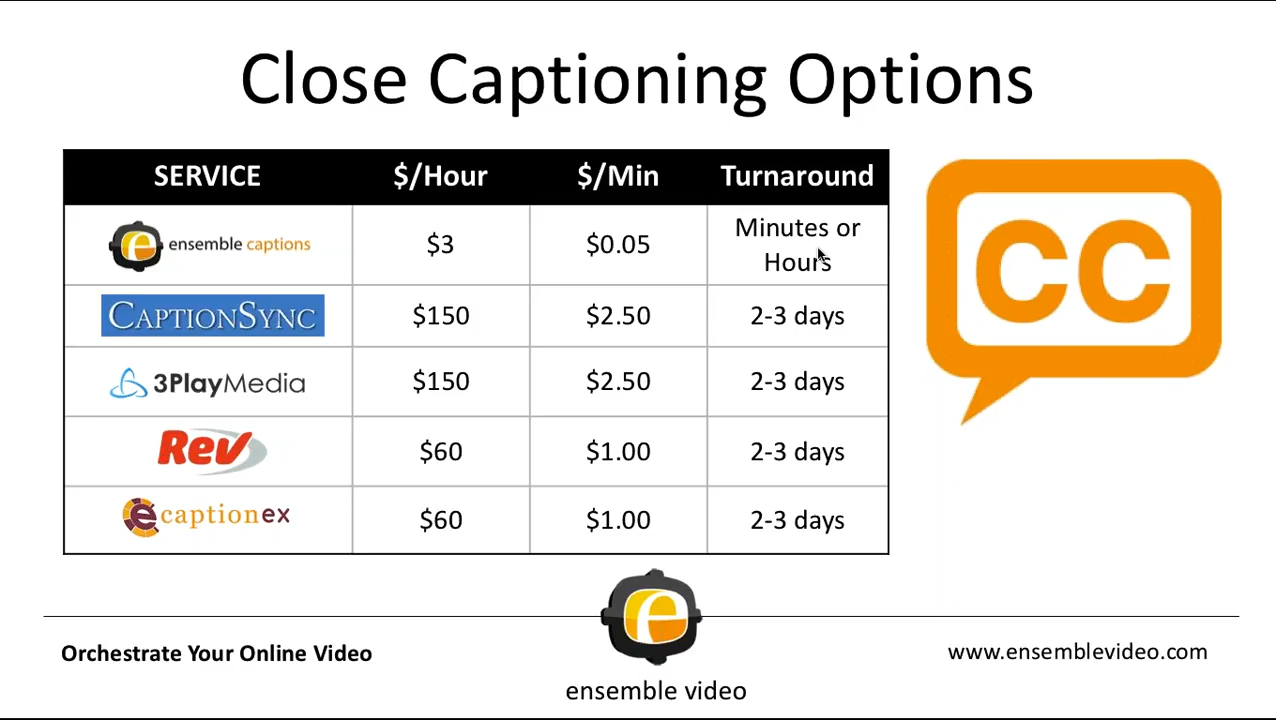 Close Captioning Options
SERVICE $/Hour $/Min Turnaround
e ensemble captions $3 $0.05 Minutes or
Hours
CAPTIONSYNC $150 $2.50 2-3 days
3PlayMedia $150 $2.50 2-3 days
Rev $60 $1.00 2-3 days
e captionex $60 $1.00 2-3 days
CC
e
Orchestrate Your Online Video
www.ensemblevideo.com
ensemble video